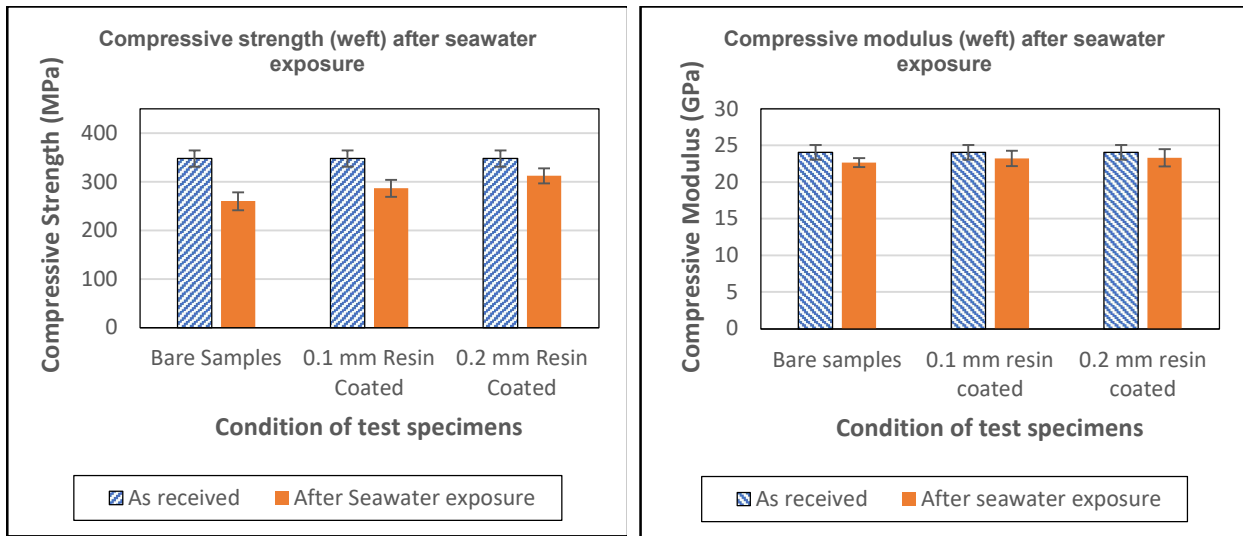 Compressive strength (weft) after seawater
exposure
Compressive Strength (MPa)
400
300
200
100
0
Bare Samples
0.1 mm Resin
Coated
0.2 mm Resin
Coated
Condition of test specimens
As received
After Seawater exposure
Compressive modulus (weft) after seawater
exposure
Compressive Modulus (GPa)
30
25
20
15
10
5
0
Bare samples
0.1 mm resin
coated
0.2 mm resin
coated
Condition of test specimens
As received
After seawater exposure